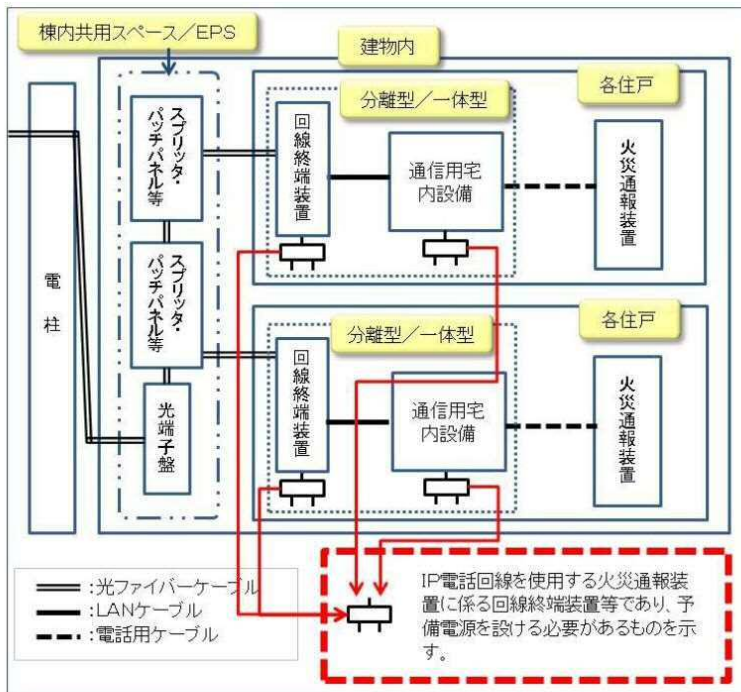 棟内共用スペース／EPS
建物内
各住戸
分離型／一体型
スプリッタ・
パッチパネル等
回線終端装置
通信用宅
内設備
火災通報装置
電柱
スプリッタ・
パッチパネル等
各住戸
分離型／一体型
回線終端装置
通信用宅
内設備
火災通報装置
光端子盤
:光ファイバーケーブル
:LANケーブル
:電話用ケーブル
IP電話回線を使用する火災通報装
置に係る回線終端装置等であり、予
備電源を設ける必要があるものを示
す。